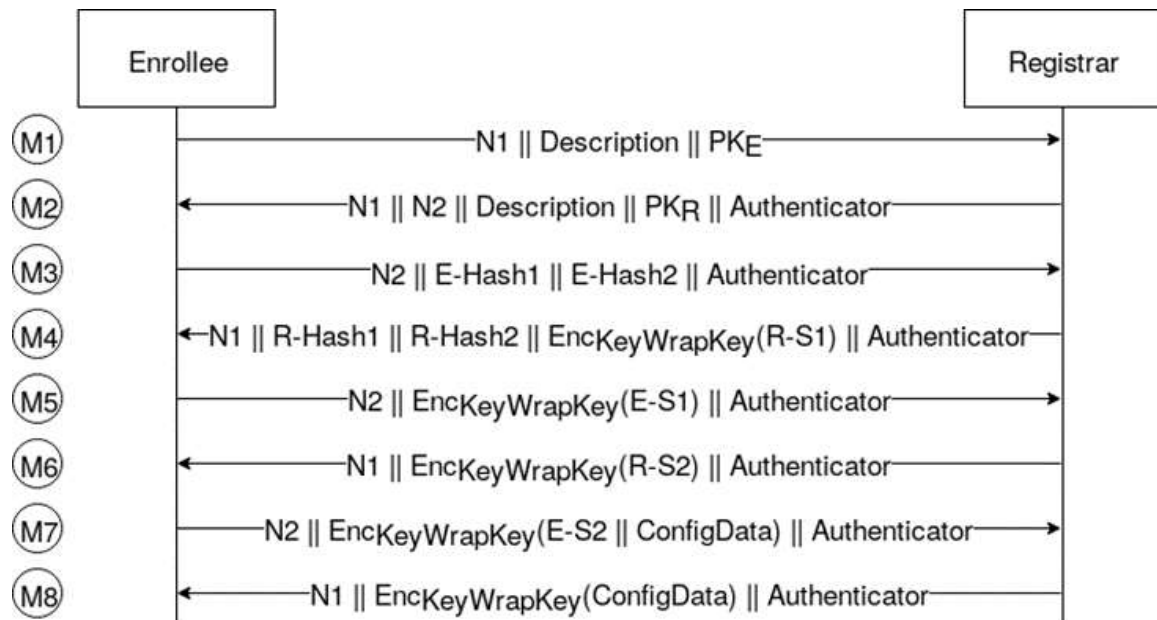 Enrollee
Registrar
M1
N1 || Description || PKE
M2
N1 || N2 || Description || PKR || Authenticator
M3
N2 || E-Hash1 || E-Hash2 || Authenticator
M4
N1 || R-Hash1 || R-Hash2 || EncKeyWrapKey(R-S1) || Authenticator
M5
N2 || EncKeyWrapKey(E-S1) || Authenticator
M6
N1 || EncKeyWrapKey(R-S2) || Authenticator
M7
N2 || EncKeyWrapKey(E-S2 || ConfigData) || Authenticator
M8
N1 || EncKeyWrapKey(ConfigData) || Authenticator